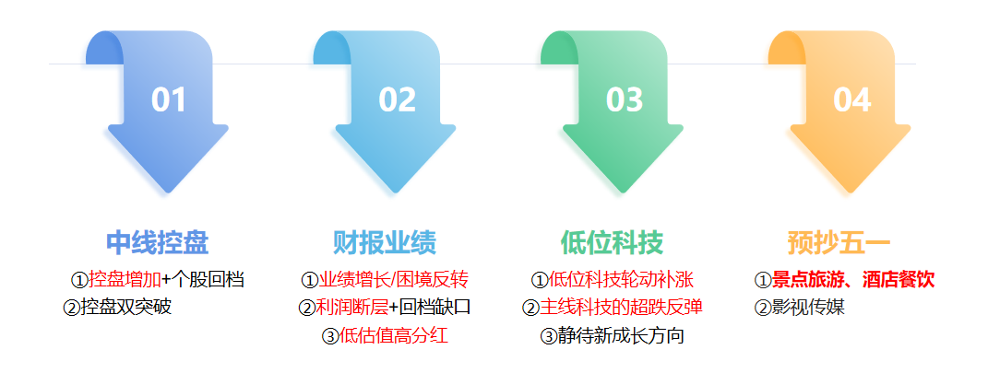 01
02
03
04
中线控盘
①控盘增加+个股回档
②控盘双突破
财报业绩
①业绩增长/困境反转
②利润断层+回档缺口
③低估值高分红
低位科技
①低位科技轮动补涨
②主线科技的超跌反弹
③静待新成长方向
预抄五一
①景点旅游、酒店餐饮
②影视传媒